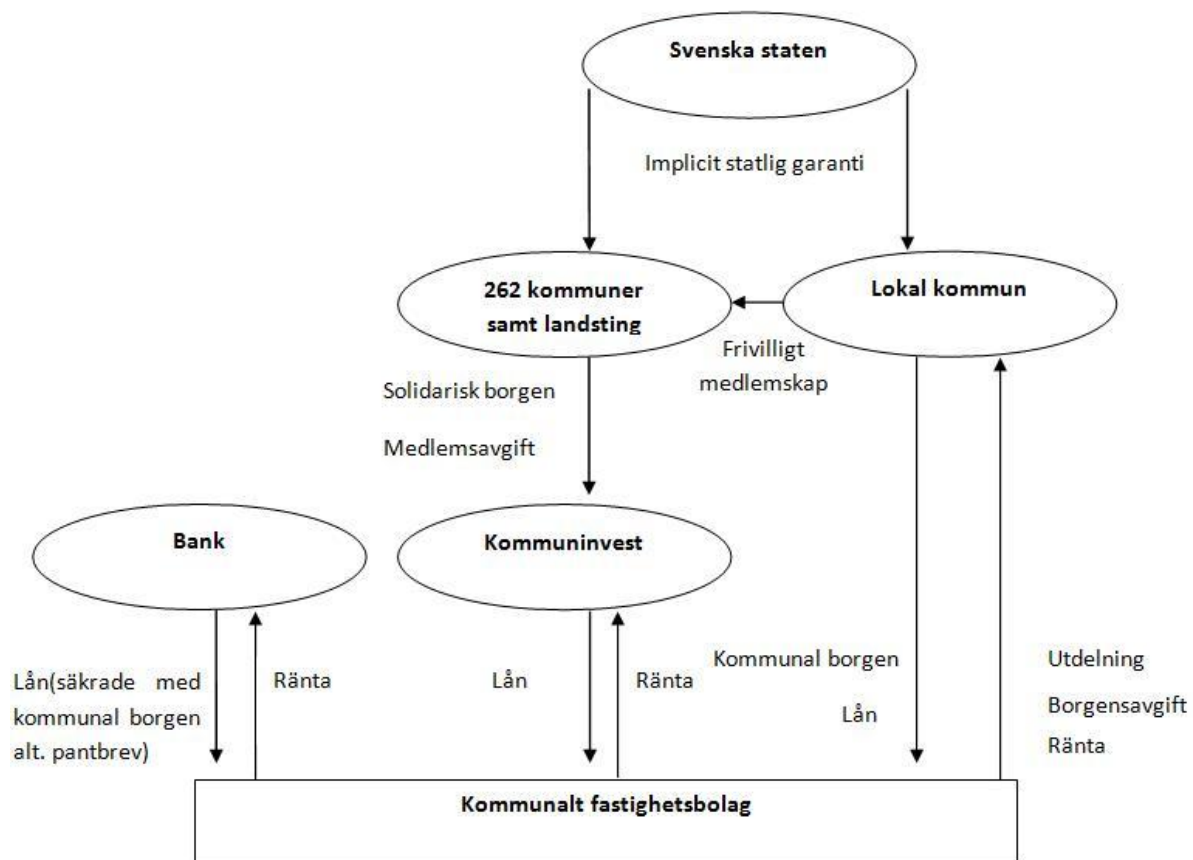 Svenska staten
Implicit statlig garanti
262 kommuner
samt landsting
Lokal kommun
Frivilligt
medlemskap
Solidarisk borgen
Medlemsavgift
Bank
Kommuninvest
Lån(säkrade med
kommunal borgen
alt. pantbrev)
Ränta
Lån
Ränta
Kommunal borgen
Lån
Utdelning
Borgensavgift
Ränta
Kommunalt fastighetsbolag